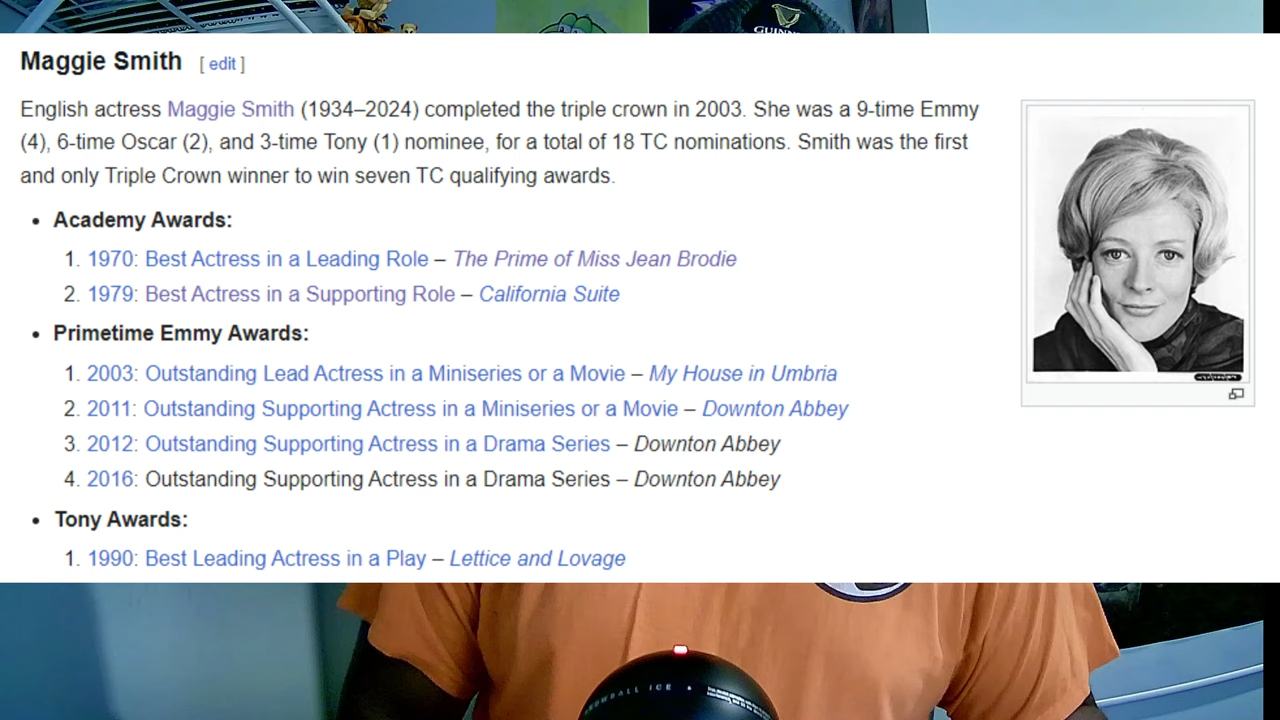 GUINN
Maggie Smith [ edit ]
English actress Maggie Smith (1934–2024) completed the triple crown in 2003. She was a 9-time Emmy
(4), 6-time Oscar (2), and 3-time Tony (1) nominee, for a total of 18 TC nominations. Smith was the first
and only Triple Crown winner to win seven TC qualifying awards.
• Academy Awards:
1. 1970: Best Actress in a Leading Role – The Prime of Miss Jean Brodie
2. 1979: Best Actress in a Supporting Role – California Suite
• Primetime Emmy Awards:
1. 2003: Outstanding Lead Actress in a Miniseries or a Movie – My House in Umbria
2. 2011: Outstanding Supporting Actress in a Miniseries or a Movie – Downton Abbey
3. 2012: Outstanding Supporting Actress in a Drama Series – Downton Abbey
4. 2016: Outstanding Supporting Actress in a Drama Series – Downton Abbey
• Tony Awards:
1. 1990: Best Leading Actress in a Play – Lettice and Lovage
NOWBALL ICE